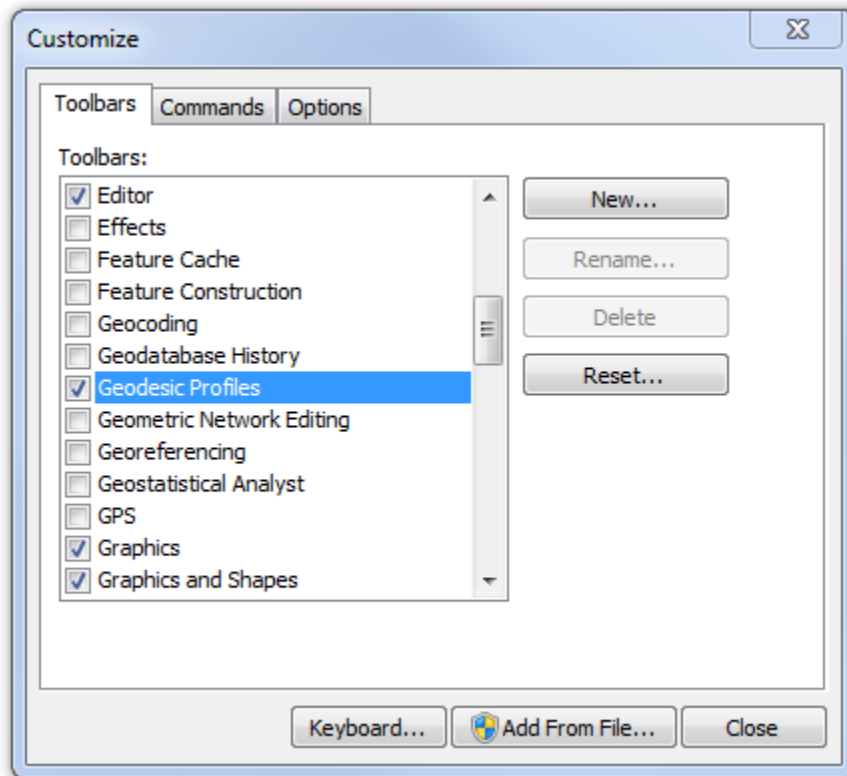 Customize
Toolbars Commands Options
Toolbars:
Editor
Effects
Feature Cache
Feature Construction
Geocoding
Geodatabase History
Geodesic Profiles
Geometric Network Editing
Georeferencing
Geostatistical Analyst
GPS
Graphics
Graphics and Shapes
New...
Rename...
Delete
Reset...
Keyboard... Add From File... Close